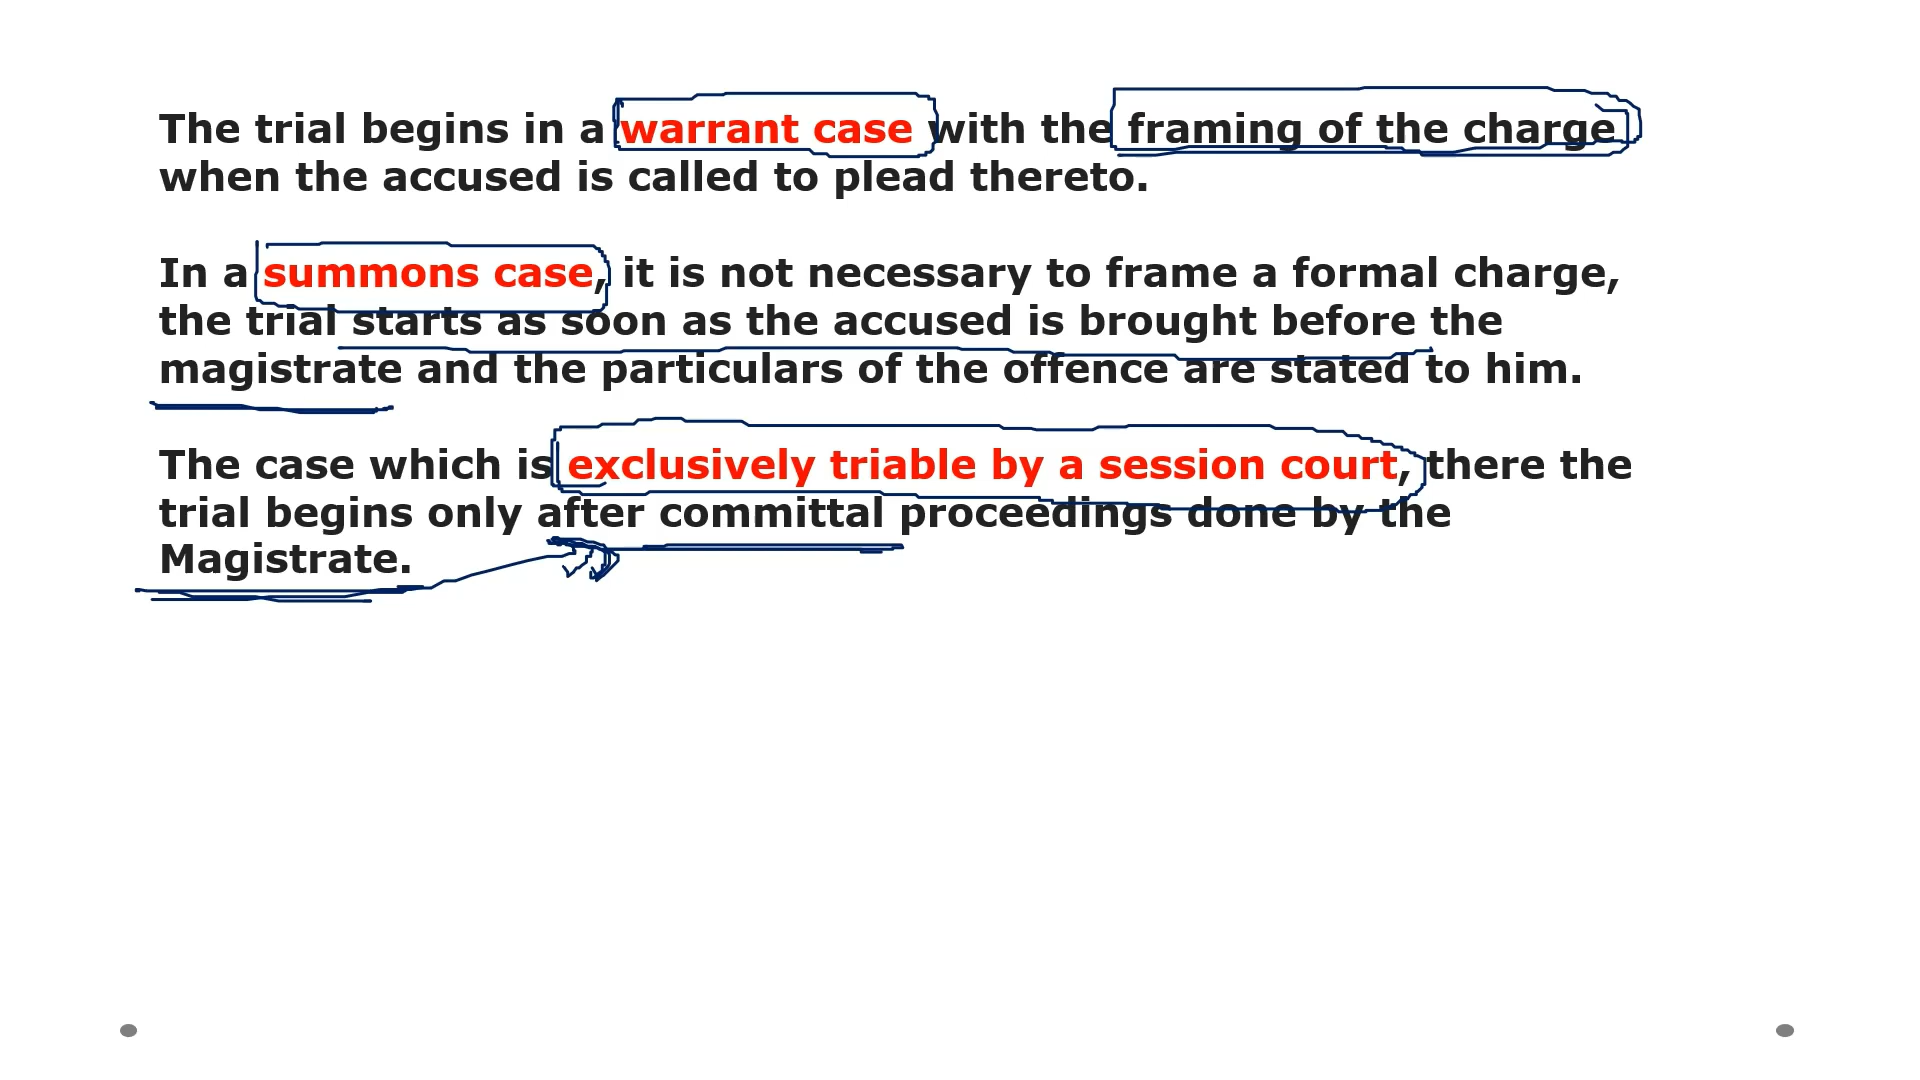 The trial begins in a warrant case with the framing of the charge
when the accused is called to plead thereto.
In a summons case, it is not necessary to frame a formal charge,
the trial starts as soon as the accused is brought before the
magistrate and the particulars of the offence are stated to him.
The case which is exclusively triable by a session court, there the
trial begins only after committal proceedings done by the
Magistrate.